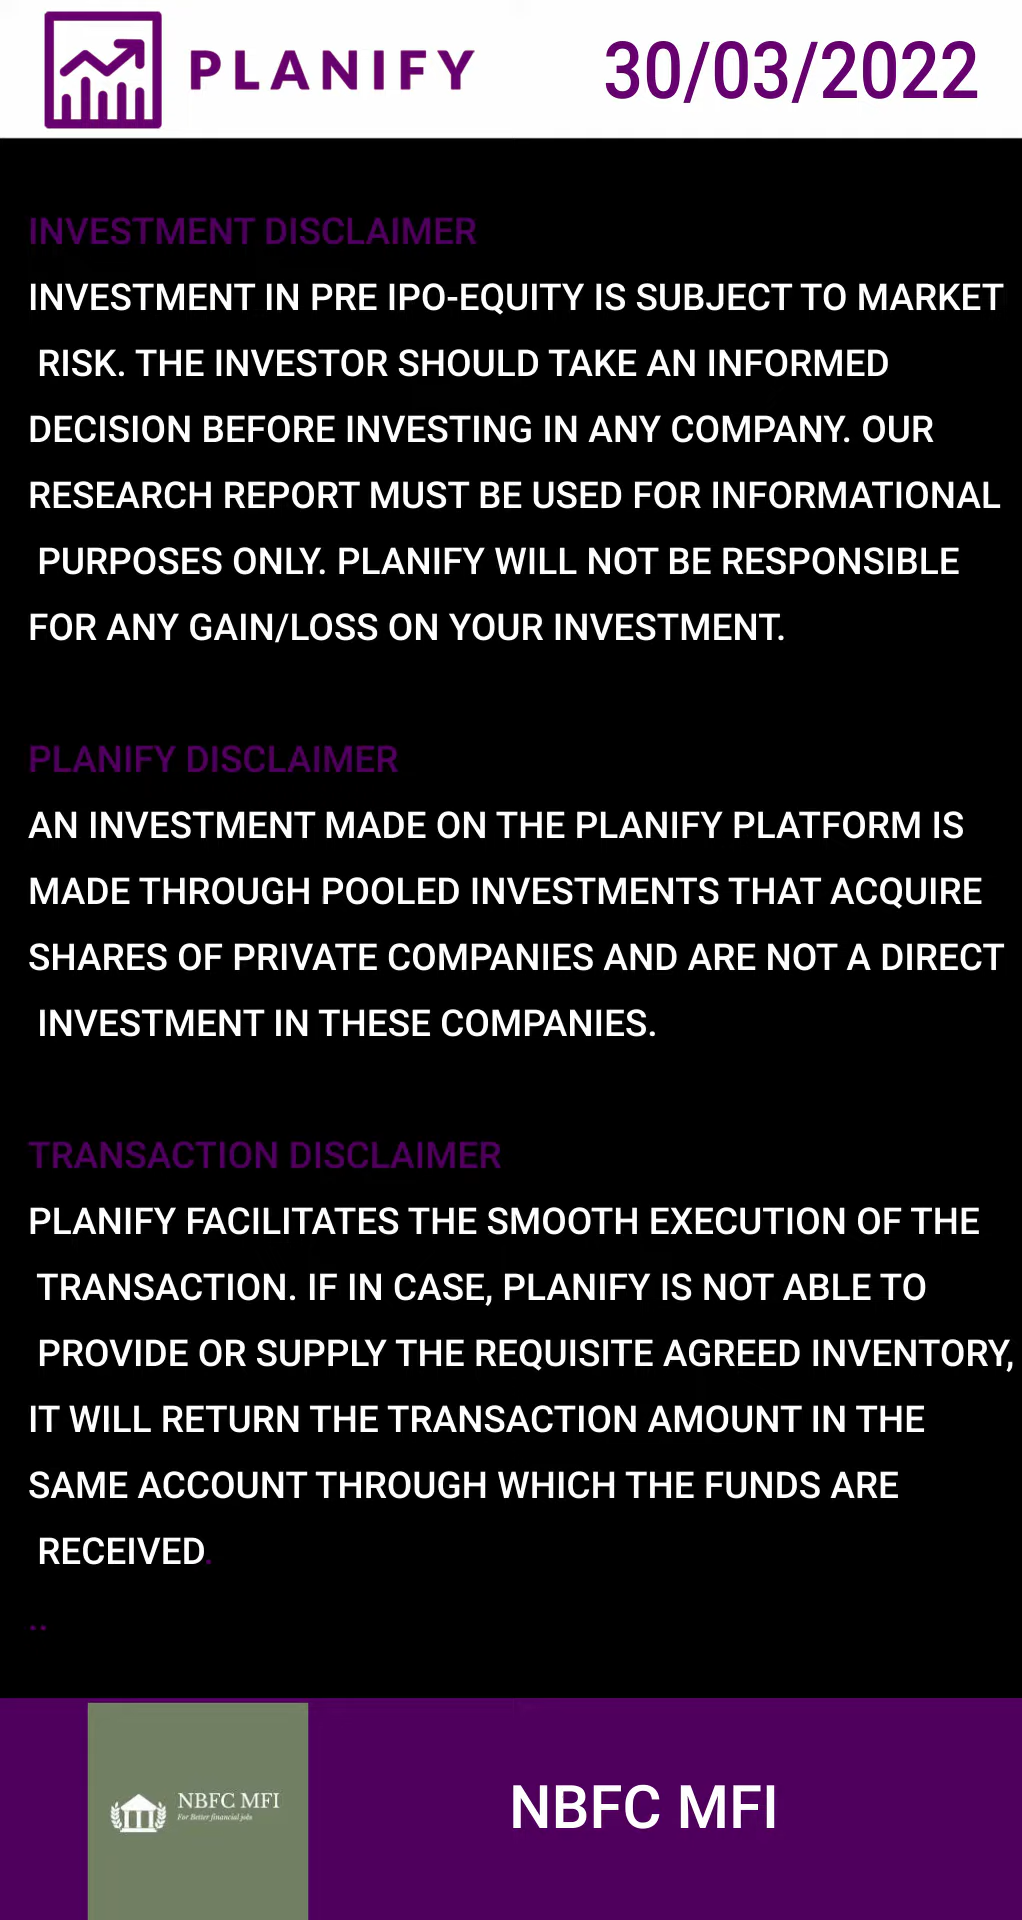 PLANIFY
30/03/2022
INVESTMENT DISCLAIMER
INVESTMENT IN PRE IPO-EQUITY IS SUBJECT TO MARKET
RISK. THE INVESTOR SHOULD TAKE AN INFORMED
DECISION BEFORE INVESTING IN ANY COMPANY. OUR
RESEARCH REPORT MUST BE USED FOR INFORMATIONAL
PURPOSES ONLY. PLANIFY WILL NOT BE RESPONSIBLE
FOR ANY GAIN/LOSS ON YOUR INVESTMENT.
PLANIFY DISCLAIMER
AN INVESTMENT MADE ON THE PLANIFY PLATFORM IS
MADE THROUGH POOLED INVESTMENTS THAT ACQUIRE
SHARES OF PRIVATE COMPANIES AND ARE NOT A DIRECT
INVESTMENT IN THESE COMPANIES.
TRANSACTION DISCLAIMER
PLANIFY FACILITATES THE SMOOTH EXECUTION OF THE
TRANSACTION. IF IN CASE, PLANIFY IS NOT ABLE TO
PROVIDE OR SUPPLY THE REQUISITE AGREED INVENTORY,
IT WILL RETURN THE TRANSACTION AMOUNT IN THE
SAME ACCOUNT THROUGH WHICH THE FUNDS ARE
RECEIVED.
..
NBFC MFI
For Better financial jobs
NBFC MFI